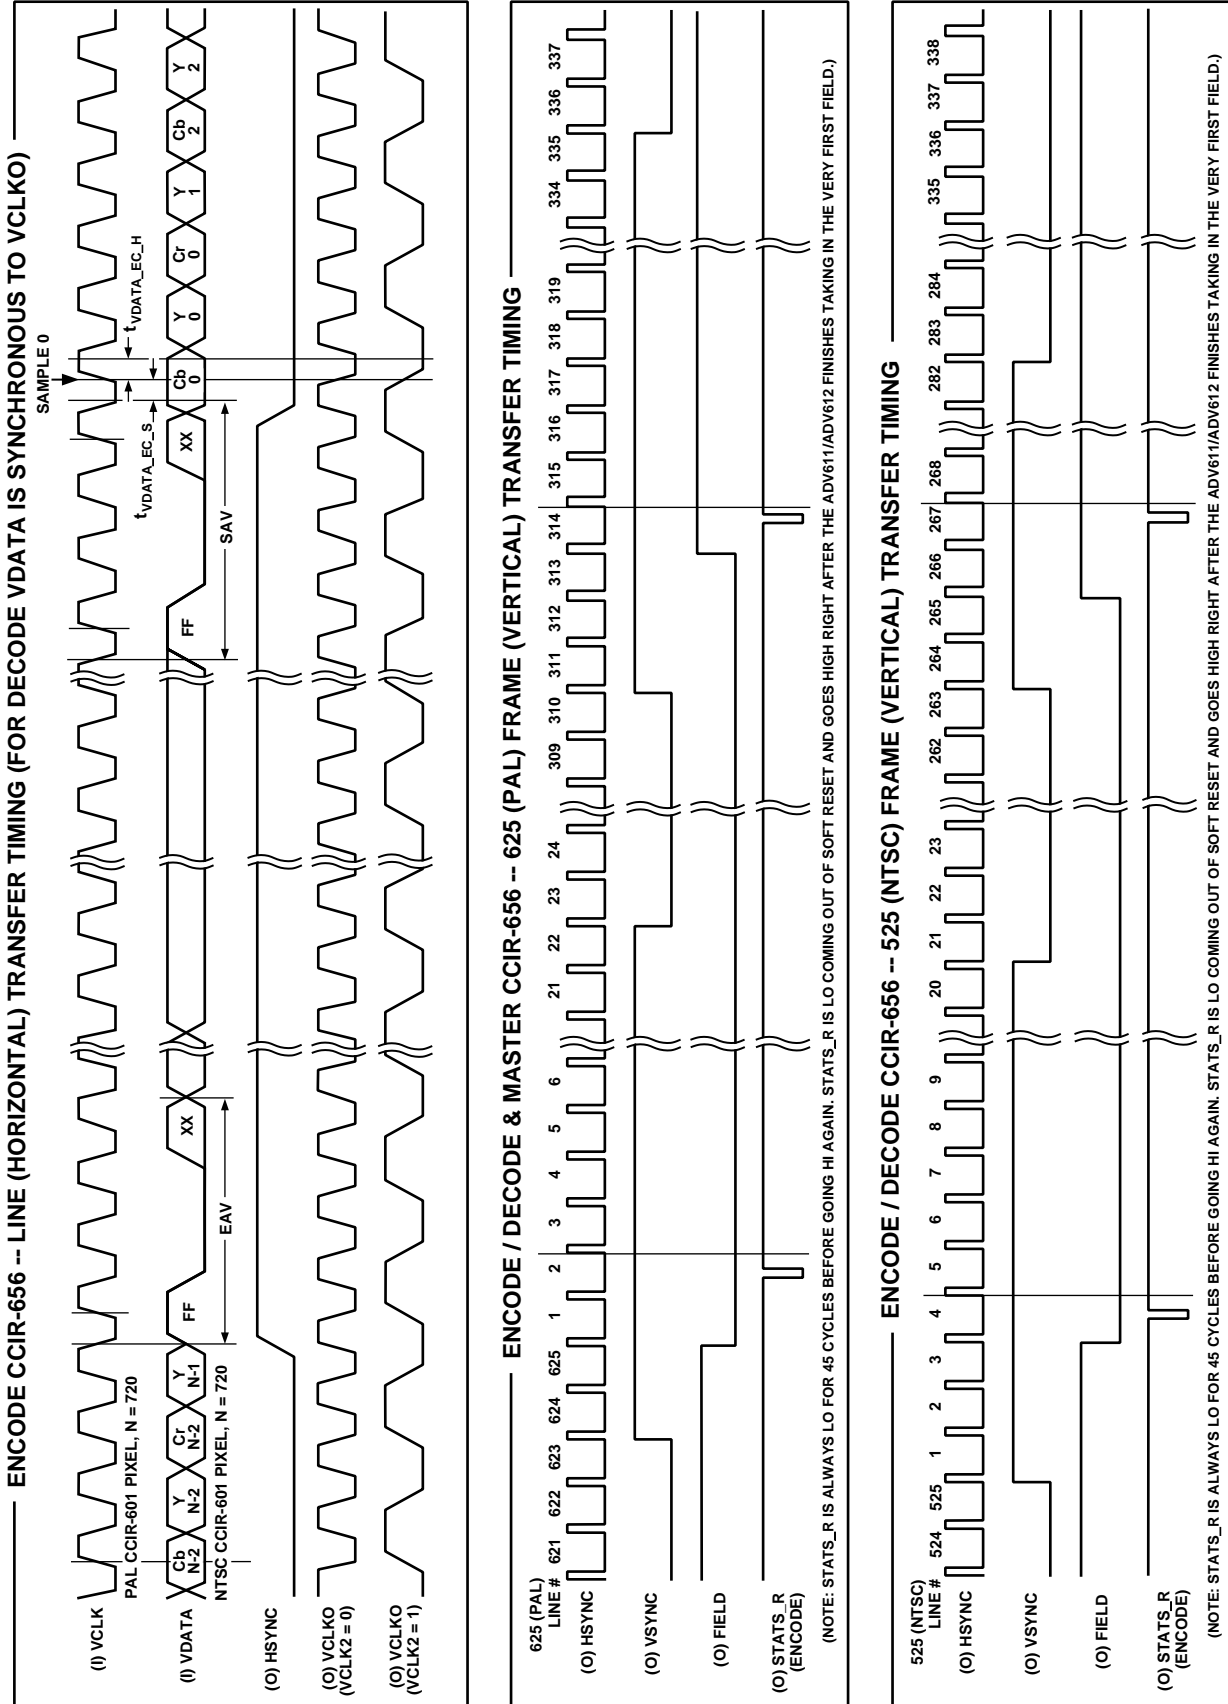 ENCODE CCIR-656 -- LINE (HORIZONTAL) TRANSFER TIMING (FOR DECODE VDATA IS SYNCHRONOUS TO VCLKO)
SAMPLE 0
(I) VCLK
PAL CCIR-601 PIXEL, N = 720
tVDATA_EC_S
tVDATA_EC_H
(I) VDATA
Cb N-2
Y N-2
Cr N-2
Y N-1
FF
XX
FF
XX
Cb 0
Y 0
Cr 0
Y 1
Cb 2
Y 2
NTSC CCIR-601 PIXEL, N = 720
EAV
SAV
(O) HSYNC
(O) VCLKO
(VCLK2 = 0)
(O) VCLKO
(VCLK2 = 1)
ENCODE / DECODE & MASTER CCIR-656 -- 625 (PAL) FRAME (VERTICAL) TRANSFER TIMING
625 (PAL)
LINE # 621 622 623 624 625 1 2 3 4 5 6 21 22 23 24 309 310 311 312 313 314 315 316 317 318 319 334 335 336 337
(O) HSYNC
(O) VSYNC
(O) FIELD
(O) STATS_R
(ENCODE)
(NOTE: STATS_R IS ALWAYS LO FOR 45 CYCLES BEFORE GOING HI AGAIN. STATS_R IS LO COMING OUT OF SOFT RESET AND GOES HIGH RIGHT AFTER THE ADV611/ADV612 FINISHES TAKING IN THE VERY FIRST FIELD.)
ENCODE / DECODE CCIR-656 -- 525 (NTSC) FRAME (VERTICAL) TRANSFER TIMING
525 (NTSC)
LINE # 524 525 1 2 3 4 5 6 7 8 9 20 21 22 23 262 263 264 265 266 267 268 282 283 284 335 336 337 338
(O) HSYNC
(O) VSYNC
(O) FIELD
(O) STATS_R
(ENCODE)
(NOTE: STATS_R IS ALWAYS LO FOR 45 CYCLES BEFORE GOING HI AGAIN. STATS_R IS LO COMING OUT OF SOFT RESET AND GOES HIGH RIGHT AFTER THE ADV611/ADV612 FINISHES TAKING IN THE VERY FIRST FIELD.)